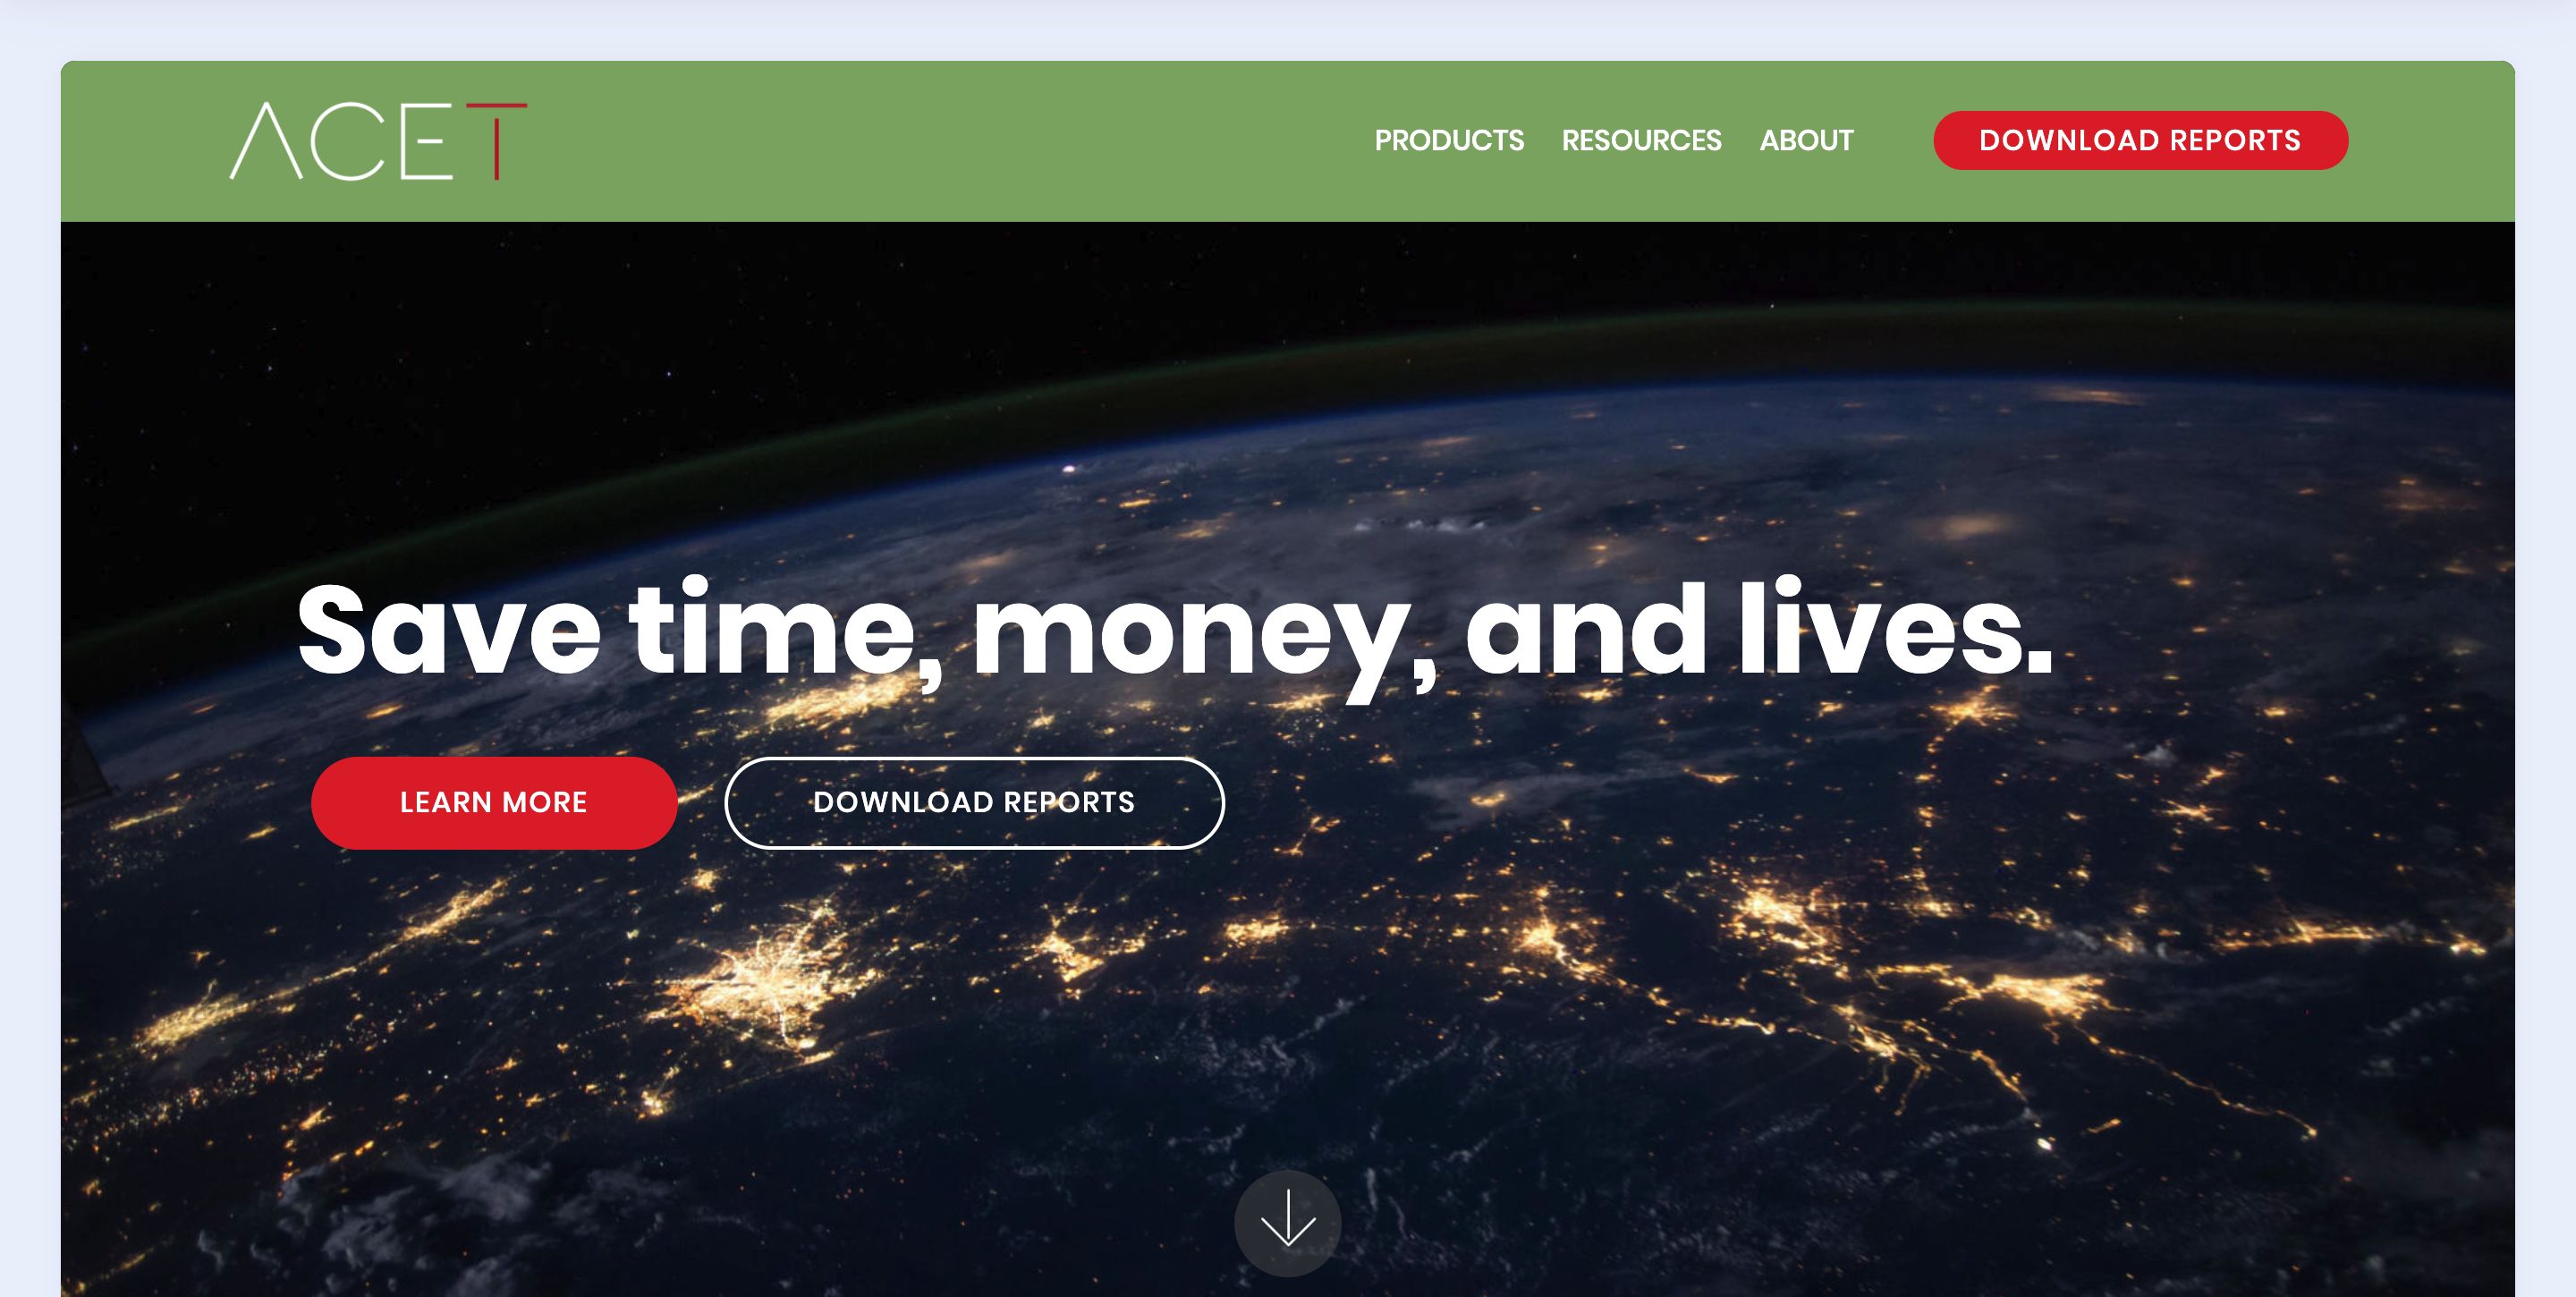 ACET
PRODUCTS RESOURCES ABOUT DOWNLOAD REPORTS
Save time, money, and lives.
LEARN MORE DOWNLOAD REPORTS